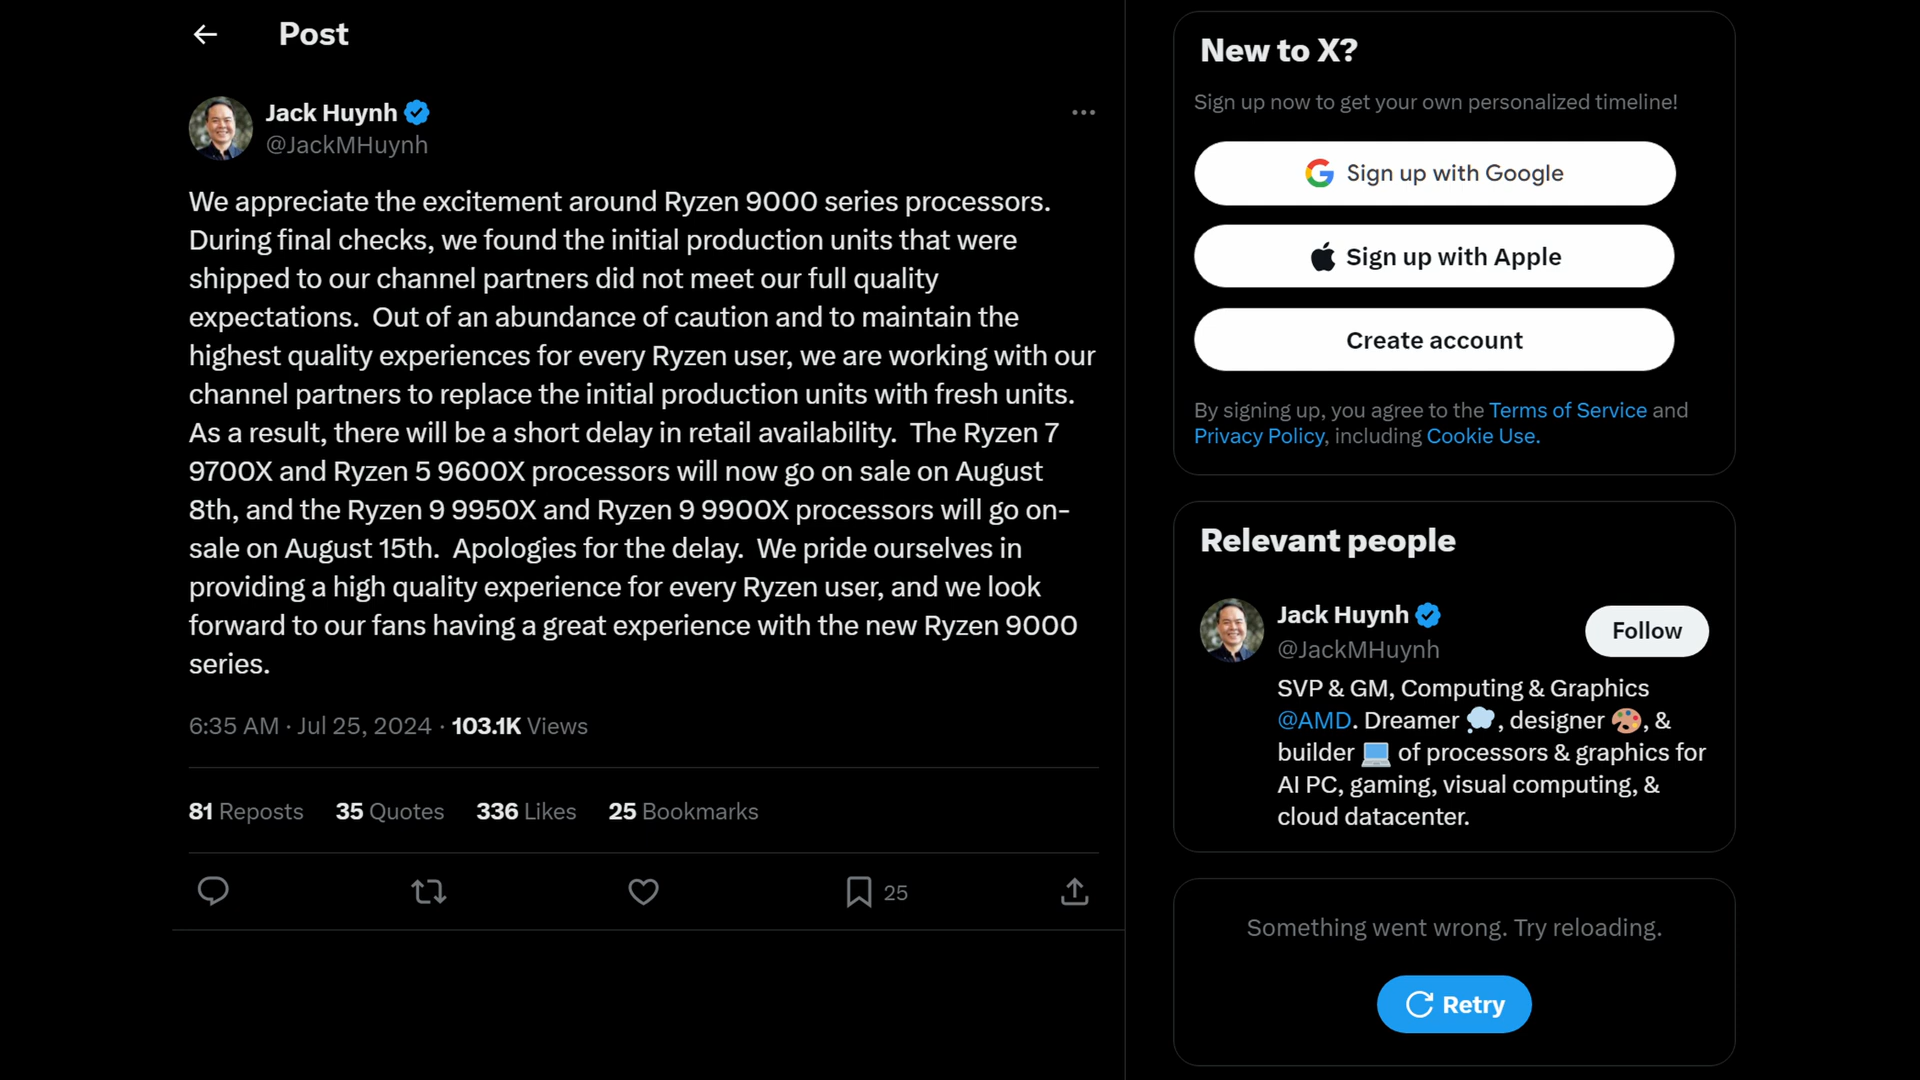 Post
Jack Huynh
@JackMHuynh
We appreciate the excitement around Ryzen 9000 series processors.
During final checks, we found the initial production units that were
shipped to our channel partners did not meet our full quality
expectations.  Out of an abundance of caution and to maintain the
highest quality experiences for every Ryzen user, we are working with our
channel partners to replace the initial production units with fresh units.
As a result, there will be a short delay in retail availability.  The Ryzen 7
9700X and Ryzen 5 9600X processors will now go on sale on August
8th, and the Ryzen 9 9950X and Ryzen 9 9900X processors will go on-
sale on August 15th.  Apologies for the delay.  We pride ourselves in
providing a high quality experience for every Ryzen user, and we look
forward to our fans having a great experience with the new Ryzen 9000
series.
6:35 AM · Jul 25, 2024 · 103.1K Views
81 Reposts 35 Quotes 336 Likes 25 Bookmarks
25
New to X?
Sign up now to get your own personalized timeline!
Sign up with Google
Sign up with Apple
Create account
By signing up, you agree to the Terms of Service and
Privacy Policy, including Cookie Use.
Relevant people
Jack Huynh
@JackMHuynh
Follow
SVP & GM, Computing & Graphics
@AMD. Dreamer 💭, designer 🎨, &
builder 💻 of processors & graphics for
AI PC, gaming, visual computing, &
cloud datacenter.
Something went wrong. Try reloading.
Retry